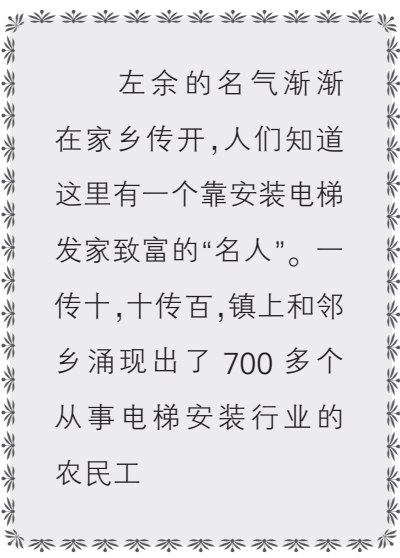 左余的名气渐渐
在家乡传开,人们知道
这里有一个靠安装电梯
发家致富的“名人”。一
传十,十传百,镇上和邻
乡涌现出了 700 多个
从事电梯安装行业的
农民工